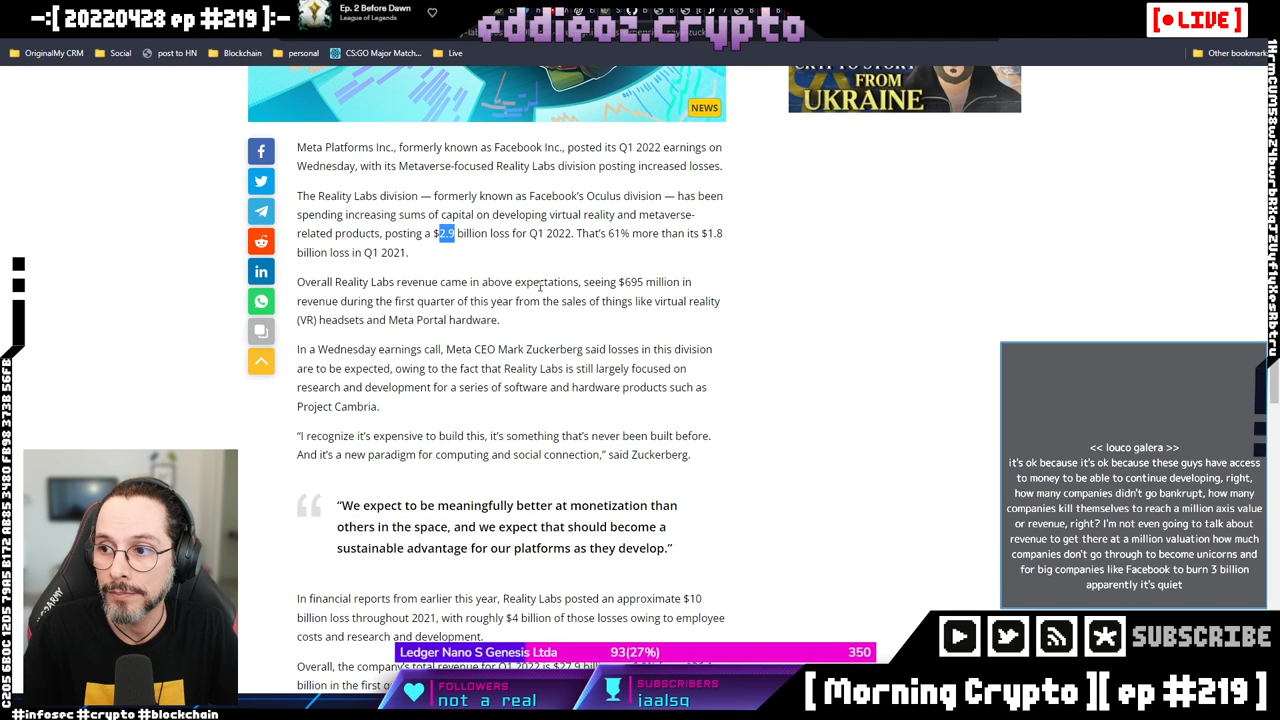 -:[ 20220428 ep #219 ]:-
Ep. 2 Before Dawn
League of Legends
eddieoz.crypto
[ • LIVE ]
OriginalMy CRM
Social
post to HN
Blockchain
personal
CS:GO Major Match...
Live
Other bookmark
NEWS
FROM
UKRAINE
Meta Platforms Inc., formerly known as Facebook Inc., posted its Q1 2022 earnings on
Wednesday, with its Metaverse-focused Reality Labs division posting increased losses.
The Reality Labs division — formerly known as Facebook's Oculus division — has been
spending increasing sums of capital on developing virtual reality and metaverse-
related products, posting a $2.9 billion loss for Q1 2022. That's 61% more than its $1.8
billion loss in Q1 2021.
Overall Reality Labs revenue came in above expectations, seeing $695 million in
revenue during the first quarter of this year from the sales of things like virtual reality
(VR) headsets and Meta Portal hardware.
In a Wednesday earnings call, Meta CEO Mark Zuckerberg said losses in this division
are to be expected, owing to the fact that Reality Labs is still largely focused on
research and development for a series of software and hardware products such as
Project Cambria.
“I recognize it's expensive to build this, it's something that's never been built before.
And it's a new paradigm for computing and social connection,” said Zuckerberg.
“We expect to be meaningfully better at monetization than
others in the space, and we expect that should become a
sustainable advantage for our platforms as they develop.”
In financial reports from earlier this year, Reality Labs posted an approximate $10
billion loss throughout 2021, with roughly $4 billion of those losses owing to employee
costs and research and development.
Overall, the company's total revenue for Q1 2022 is $27.9
billion in the first
<< louco galera >>
it's ok because it's ok because these guys have access
to money to be able to continue developing, right,
how many companies didn't go bankrupt, how many
companies kill themselves to reach a million axis value
or revenue, right? I'm not even going to talk about
revenue to get there at a million valuation how much
companies don't go through to become unicorns and
for big companies like Facebook to burn 3 billion
apparently it's quiet
Ledger Nano S Genesis Ltda 93(27%) 350
FOLLOWERS
not a real
SUBSCRIBERS
jaalsg
SUBSCRIBE
[ Morning Crypto ][ ep #219 ]
#infosec #crypto #blockchain